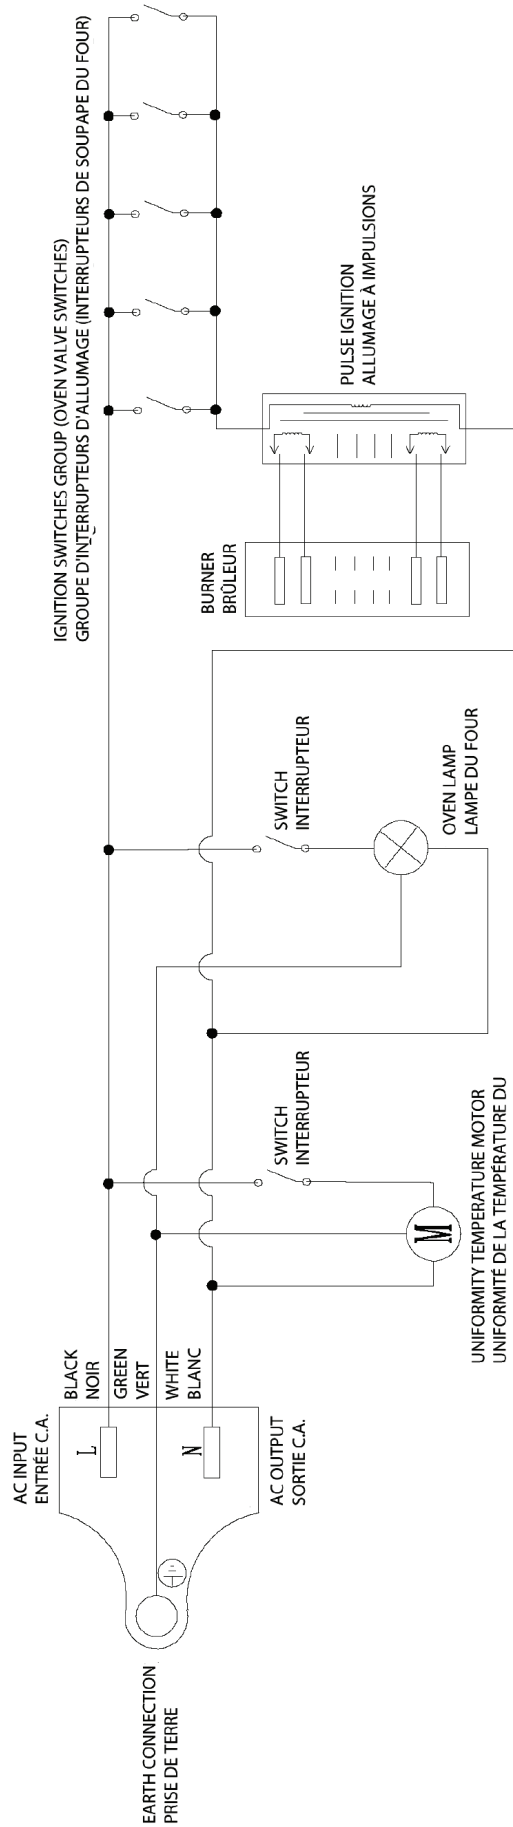 IGNITION SWITCHES GROUP (OVEN VALVE SWITCHES)
GROUPE D'INTERRUPTEURS D'ALLUMAGE (INTERRUPTEURS DE SOUPAPE DU FOUR)
PULSE IGNITION
ALLUMAGE À IMPULSIONS
BURNER
BRÛLEUR
SWITCH
INTERRUPTEUR
OVEN LAMP
LAMPE DU FOUR
SWITCH
INTERRUPTEUR
M
UNIFORMITY TEMPERATURE MOTOR
UNIFORMITÉ DE LA TEMPÉRATURE DU
BLACK
NOIR
GREEN
VERT
WHITE
BLANC
AC INPUT
ENTRÉE C.A.
L
N
AC OUTPUT
SORTIE C.A.
EARTH CONNECTION
PRISE DE TERRE